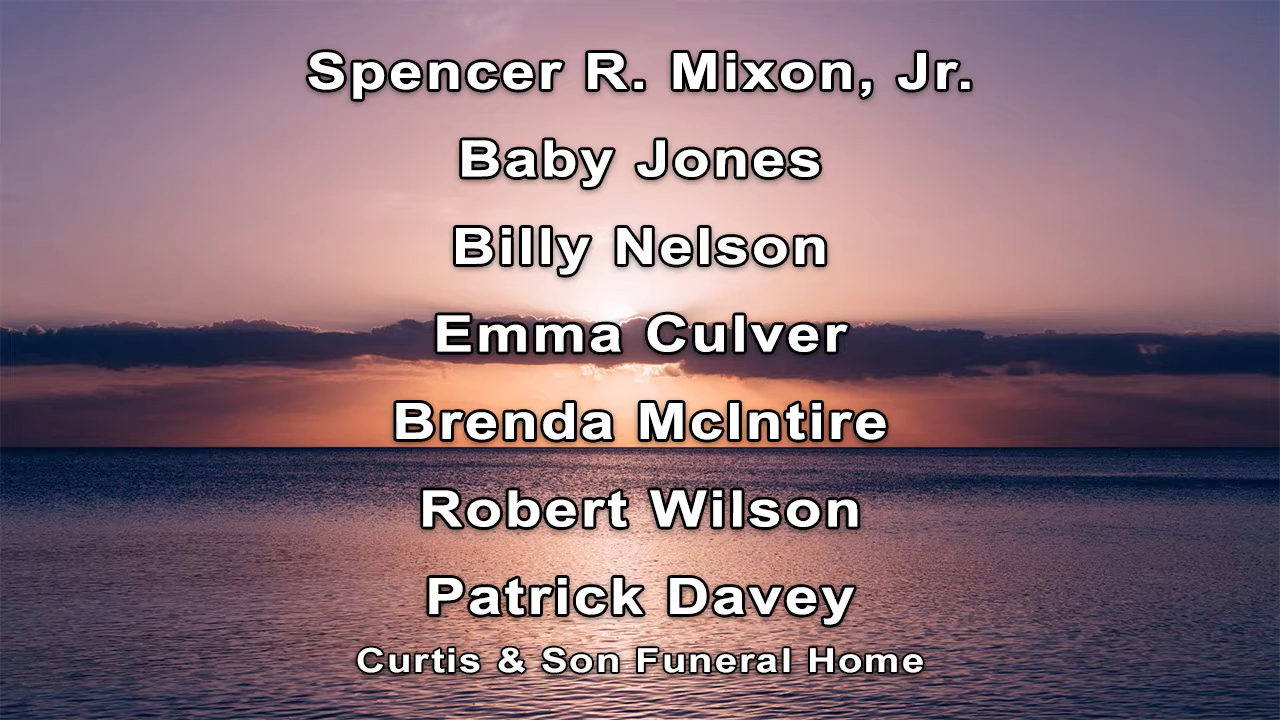 Spencer R. Mixon, Jr.
Baby Jones
Billy Nelson
Emma Culver
Brenda McIntire
Robert Wilson
Patrick Davey
Curtis & Son Funeral Home